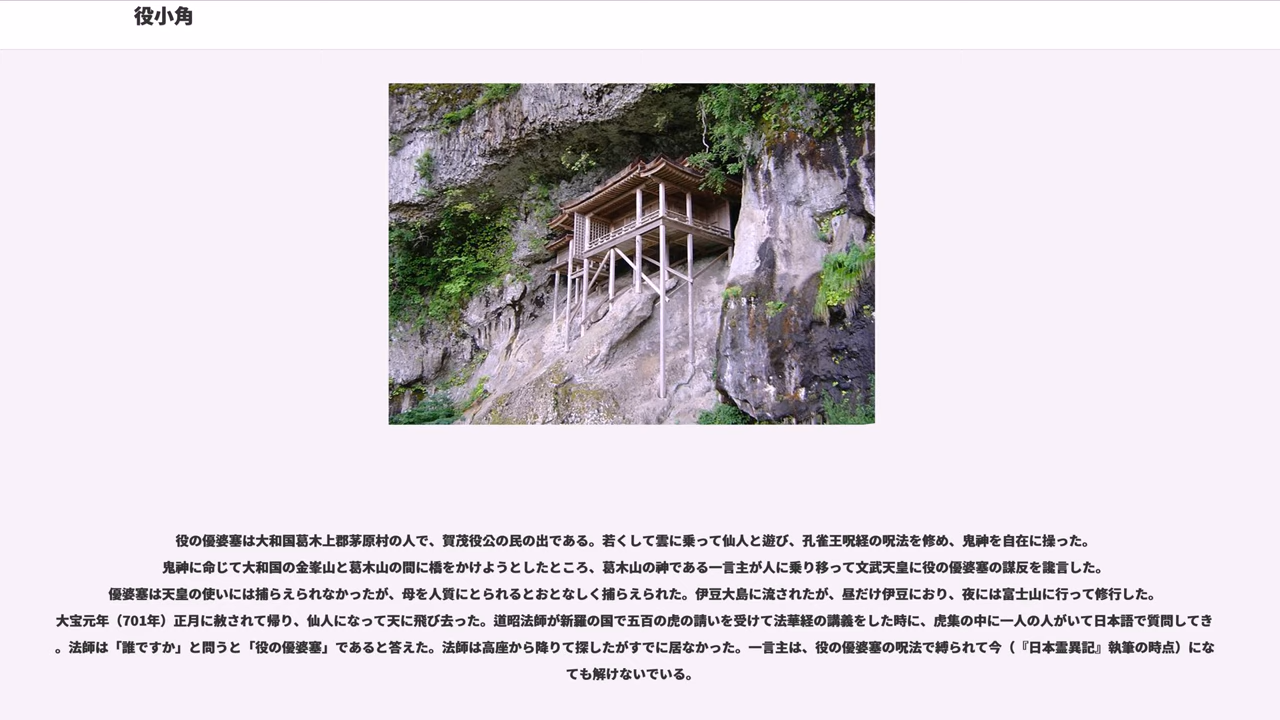 役小角
役の優婆塞は大和国葛木上郡茅原村の人で、賀茂役公の民の出である。若くして雲に乗って仙人と遊び、孔雀王呪経の呪法を修め、鬼神を自在に操った。
鬼神に命じて大和国の金峯山と葛木山の間に橋をかけようとしたところ、葛木山の神である一言主が人に乗り移って文武天皇に役の優婆塞の謀反を讒言した。
優婆塞は天皇の使いには捕らえられなかったが、母を人質にとられるとおとなしく捕らえられた。伊豆大島に流されたが、昼だけ伊豆におり、夜には富士山に行って修行した。
大宝元年（701年）正月に赦されて帰り、仙人になって天に飛び去った。道昭法師が新羅の国で五百の虎の請いを受けて法華経の講義をした時に、虎集の中に一人の人がいて日本語で質問してき
。法師は「誰ですか」と問うと「役の優婆塞」であると答えた。法師は高座から降りて探したがすでに居なかった。一言主は、役の優婆塞の呪法で縛られて今（『日本霊異記』執筆の時点）にな
ても解けないでいる。